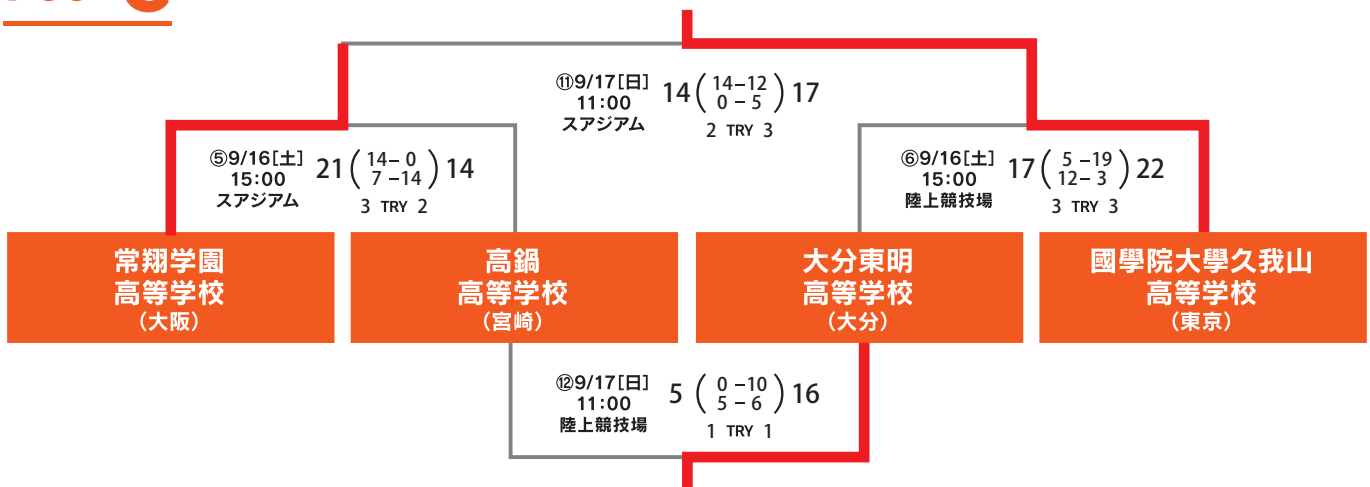 ⑪9/17[日]
11:00
スアジアム
14 ( 14-12 ) 17
0 - 5
2 TRY 3
⑤9/16[土]
15:00
スアジアム
21 ( 14- 0 ) 14
7 -14
3 TRY 2
⑥9/16[土]
15:00
陸上競技場
17 ( 5 -19 ) 22
12- 3
3 TRY 3
常翔学園
高等学校
(大阪)
高鍋
高等学校
(宮崎)
大分東明
高等学校
(大分)
國學院大學久我山
高等学校
(東京)
⑫9/17[日]
11:00
陸上競技場
5 ( 0 -10 ) 16
5 - 6
1 TRY 1